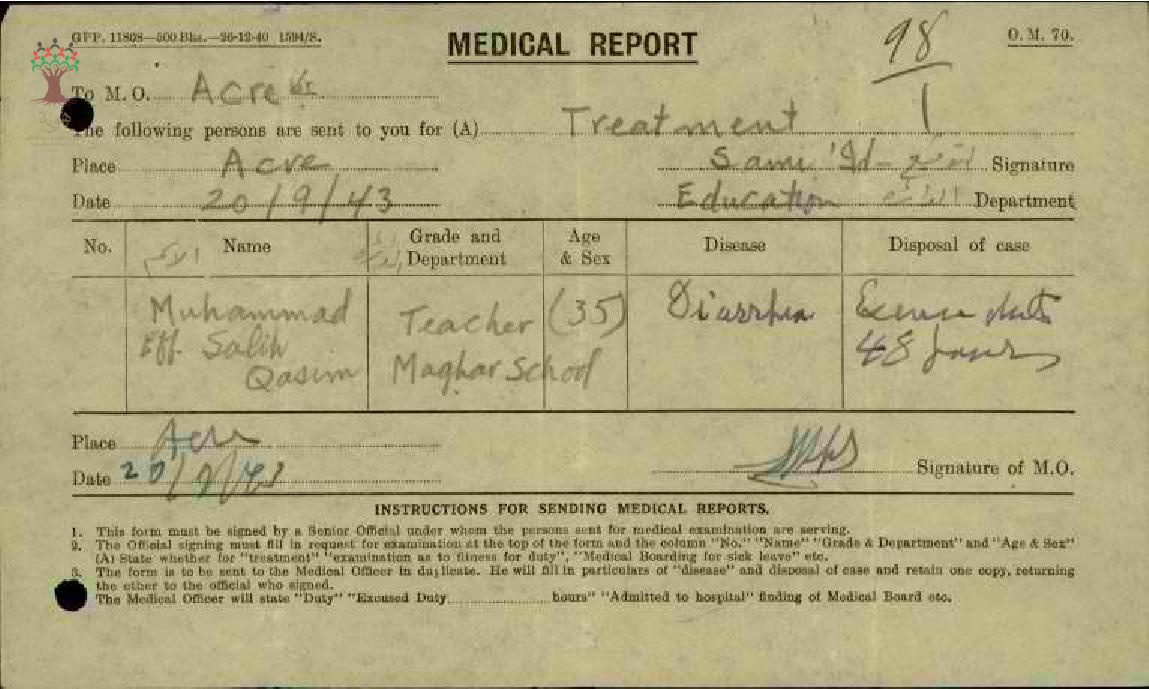 GPP. 11808—500 Bks.—26-12-40 1594/S.
MEDICAL REPORT
98
1
O.M. 70.
To M.O. Acre
The following persons are sent to you for (A) Treatment
Place Acre
Sami 'Id Signature
Date 20/9/43
Education Department
No. Name Grade and Department Age & Sex Disease Disposal of case
Muhammad Eff. Salih Qasim Teacher Maghar School (35) Diarrhea Excuse duty 48 hours
Place Acre
Date 20/9/43
Signature of M.O.
INSTRUCTIONS FOR SENDING MEDICAL REPORTS.
1. This form must be signed by a Senior Official under whom the persons sent for medical examination are serving.
2. The Official signing must fill in request for examination at the top of the form and the column "No." "Name" "Grade & Department" and "Age & Sex"
(A) State whether for "treatment" "examination as to fitness for duty", "Medical Boarding for sick leave" etc.
3. The form is to be sent to the Medical Officer in duplicate. He will fill in particulars of "disease" and disposal of case and retain one copy, returning
the other to the official who signed.
The Medical Officer will state "Duty" "Excused Duty............hours" "Admitted to hospital" finding of Medical Board etc.